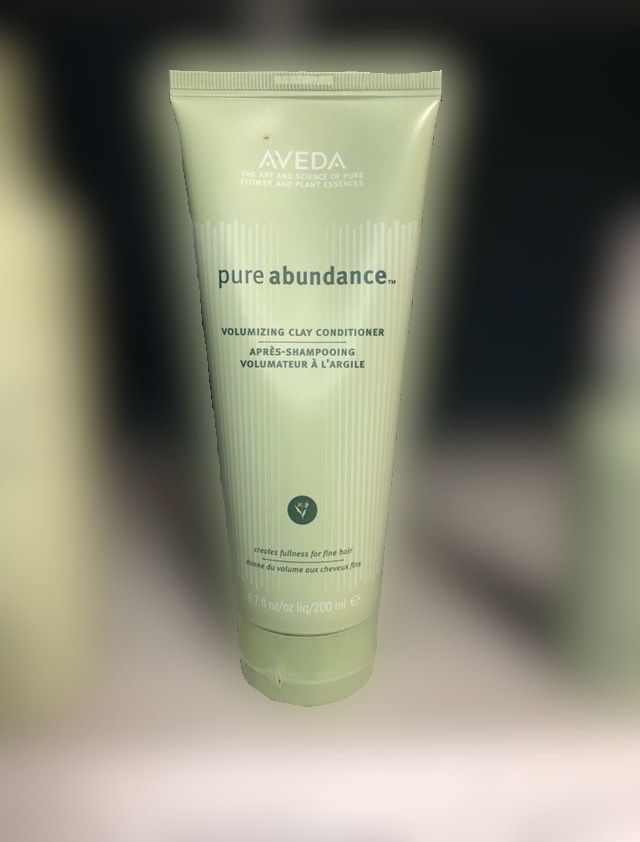 AVEDA
THE ART AND SCIENCE OF PURE
FLOWER AND PLANT ESSENCES
pure abundance™
VOLUMIZING CLAY CONDITIONER
APRÈS-SHAMPOOING
VOLUMATEUR À L'ARGILE
creates fullness for fine hair
donne du volume aux cheveux fins
6.7 fl oz/oz liq/200 ml ℮